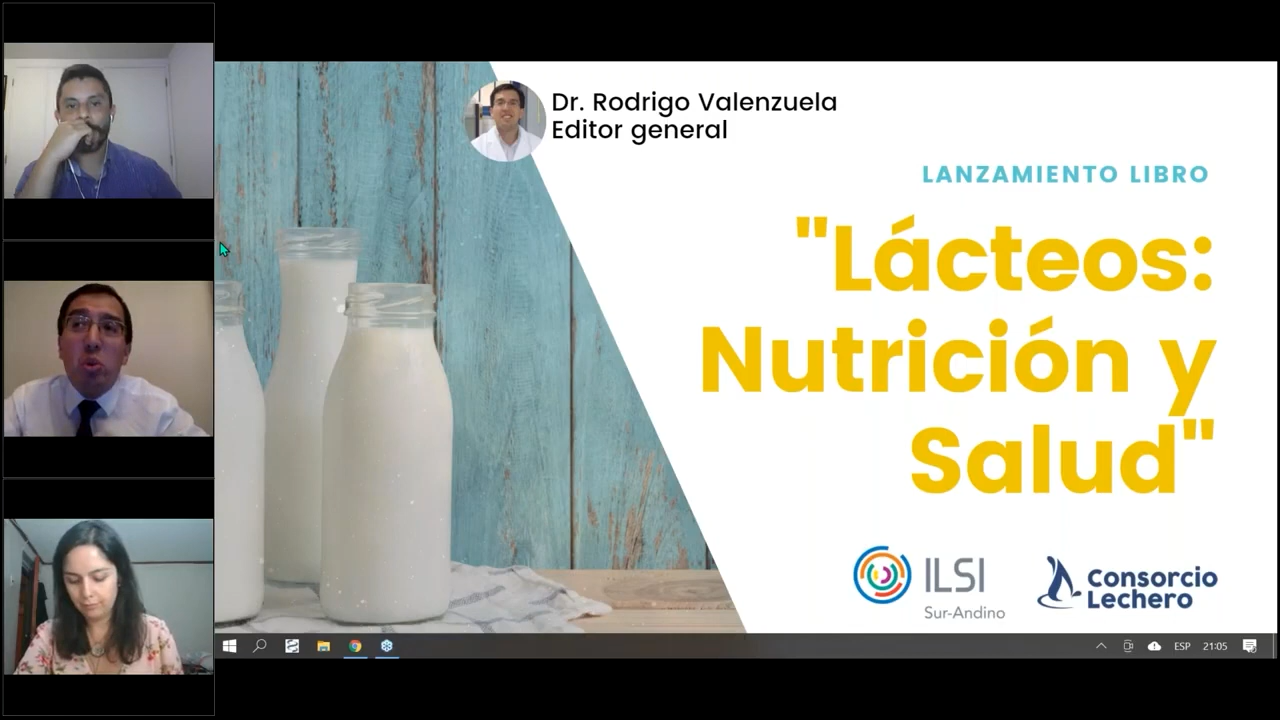 Dr. Rodrigo Valenzuela
Editor general
LANZAMIENTO LIBRO
"Lácteos:
Nutrición y
Salud"
ILSI
Sur-Andino
Consorcio
Lechero
ESP
21:05